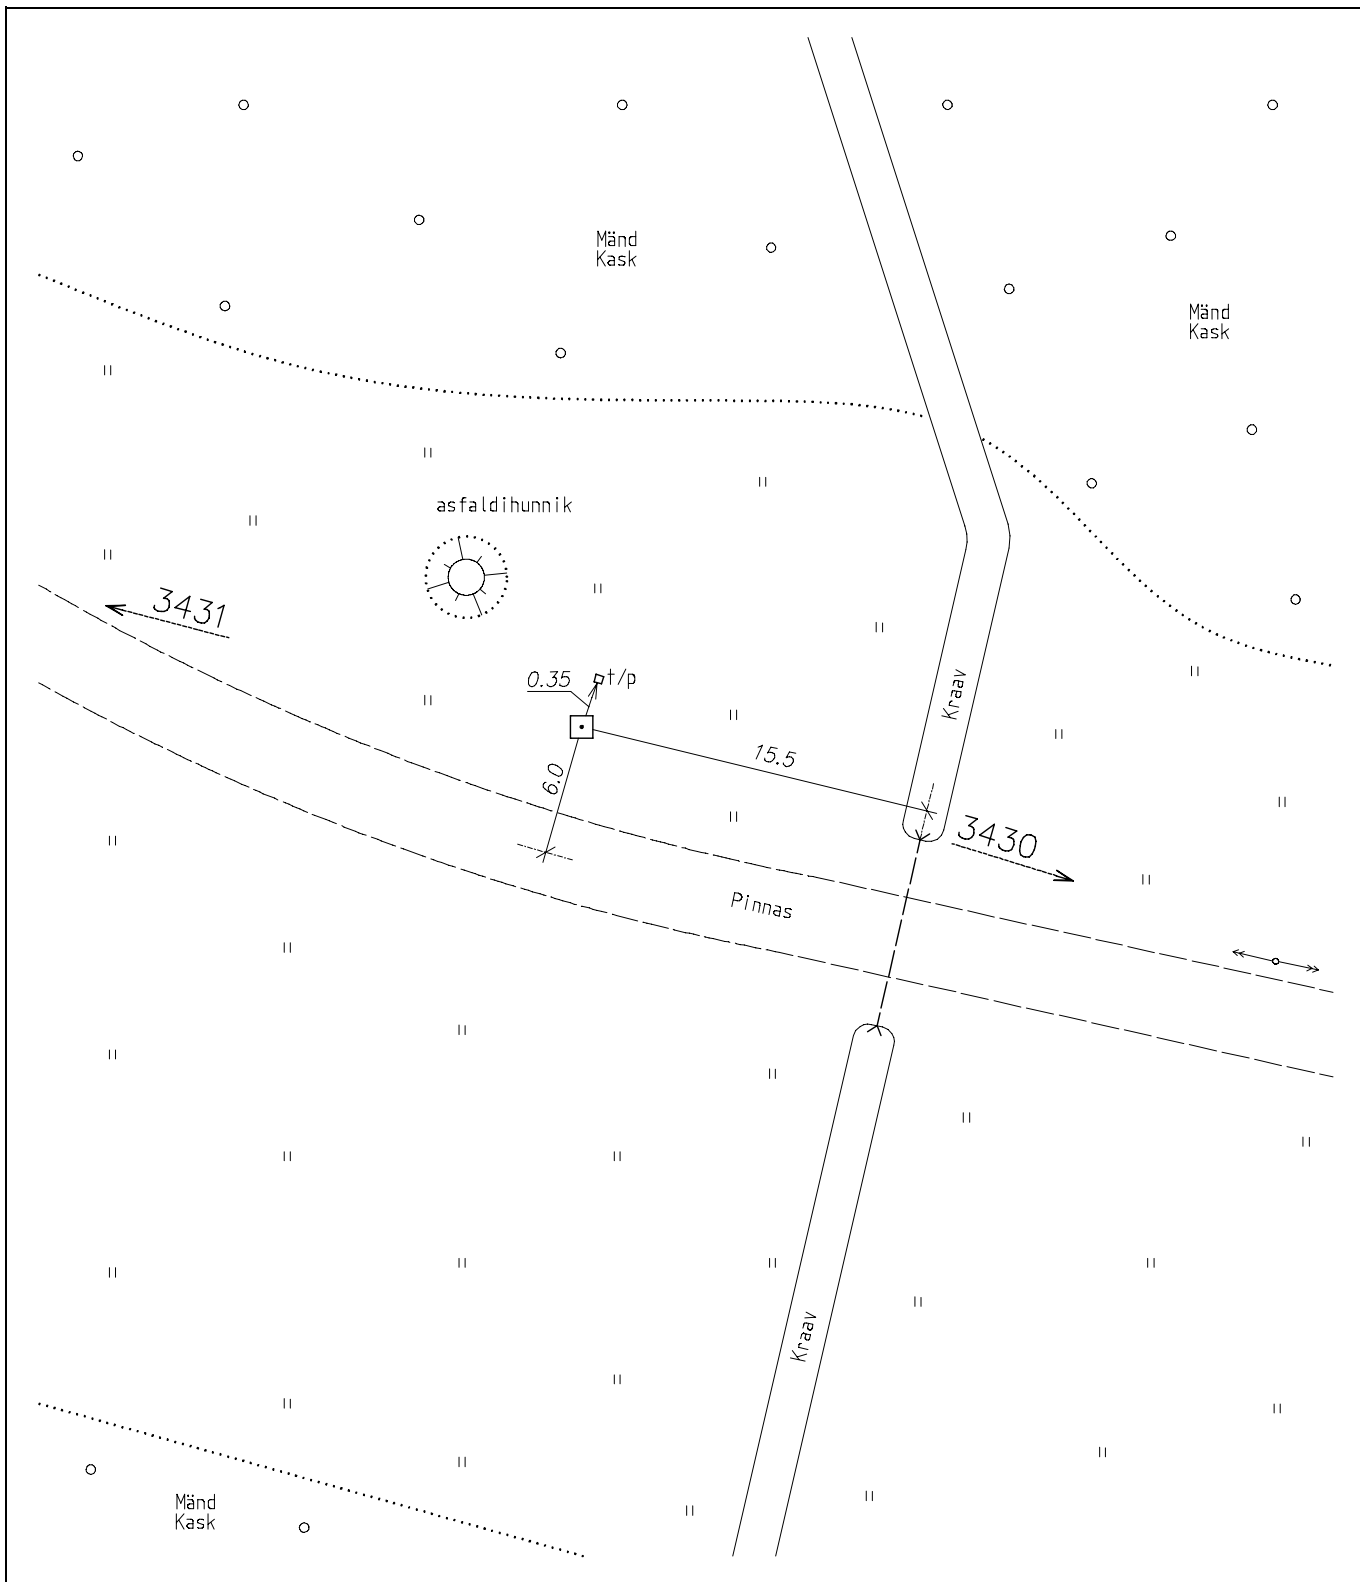 Mänd
Kask
Mänd
Kask
asfaldihunnik
3431
0.35
t/p
Kraav
15.5
6.0
3430
Pinnas
Kraav
Mänd
Kask